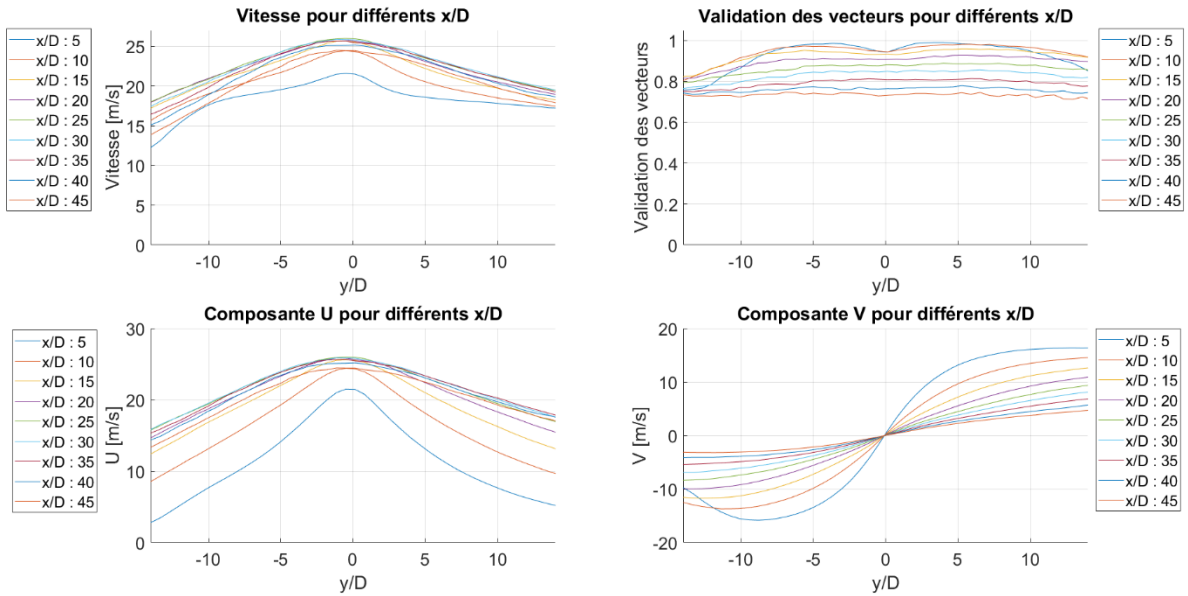 Vitesse pour différents x/D
x/D : 5
x/D : 10
x/D : 15
x/D : 20
x/D : 25
x/D : 30
x/D : 35
x/D : 40
x/D : 45
Vitesse [m/s]
25
20
15
10
5
0
-10
-5
0
5
10
y/D
Validation des vecteurs pour différents x/D
Validation des vecteurs
1
0.8
0.6
0.4
0.2
0
-10
-5
0
5
10
y/D
x/D : 5
x/D : 10
x/D : 15
x/D : 20
x/D : 25
x/D : 30
x/D : 35
x/D : 40
x/D : 45
Composante U pour différents x/D
x/D : 5
x/D : 10
x/D : 15
x/D : 20
x/D : 25
x/D : 30
x/D : 35
x/D : 40
x/D : 45
U [m/s]
30
20
10
0
-10
-5
0
5
10
y/D
Composante V pour différents x/D
V [m/s]
20
10
0
-10
-20
-10
-5
0
5
10
y/D
x/D : 5
x/D : 10
x/D : 15
x/D : 20
x/D : 25
x/D : 30
x/D : 35
x/D : 40
x/D : 45